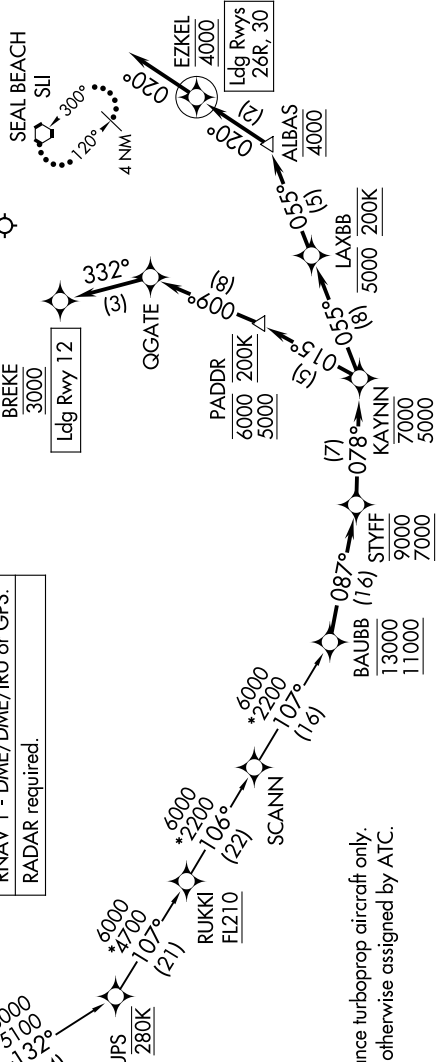 SEAL BEACH
SLI
300°
120°
4 NM
EZKEL
4000
Ldg Rwys
26R, 30
020°
020°
(2)
ALBAS
4000
055°
(5)
LAXBB
5000 200K
055°
(8)
BREKE
3000
Ldg Rwy 12
332°
(3)
QGATE
009°
(8)
PADDR
6000 200K
5000
015°
(5)
KAYNN
7000
5000
(7)
078°
STYFF
9000
7000
087°
(16)
BAUBB
13000
11000
6000
*2200
107°
(16)
SCANN
6000
*2200
106°
(22)
RUKKI
FL210
6000
*4700
107°
(21)
280K
132°
RNAV 1 - DME/DME/IRU or GPS.
RADAR required.
turboprop aircraft only.
otherwise assigned by ATC.